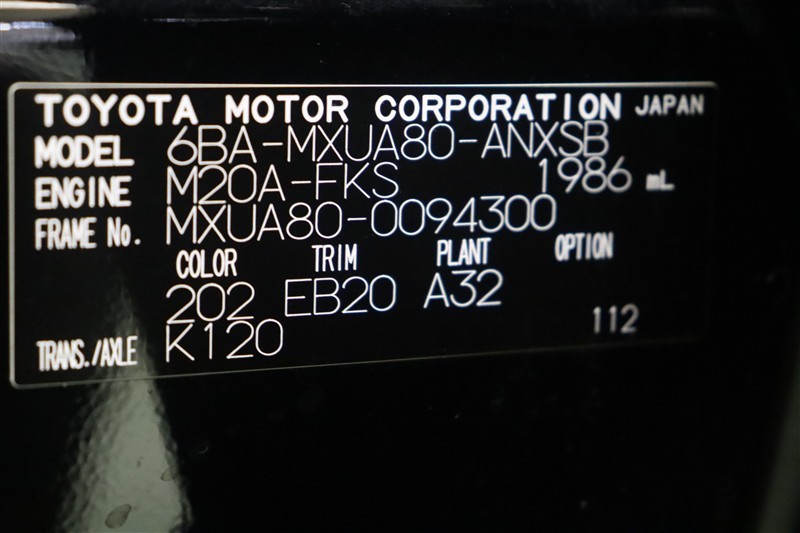 TOYOTA MOTOR CORPORATION JAPAN
MODEL 6BA-MXUA80-ANXSB
ENGINE M20A-FKS 1986 mL
FRAME No. MXUA80-0094300
COLOR TRIM PLANT OPTION
202 EB20 A32
TRANS./AXLE K120 112